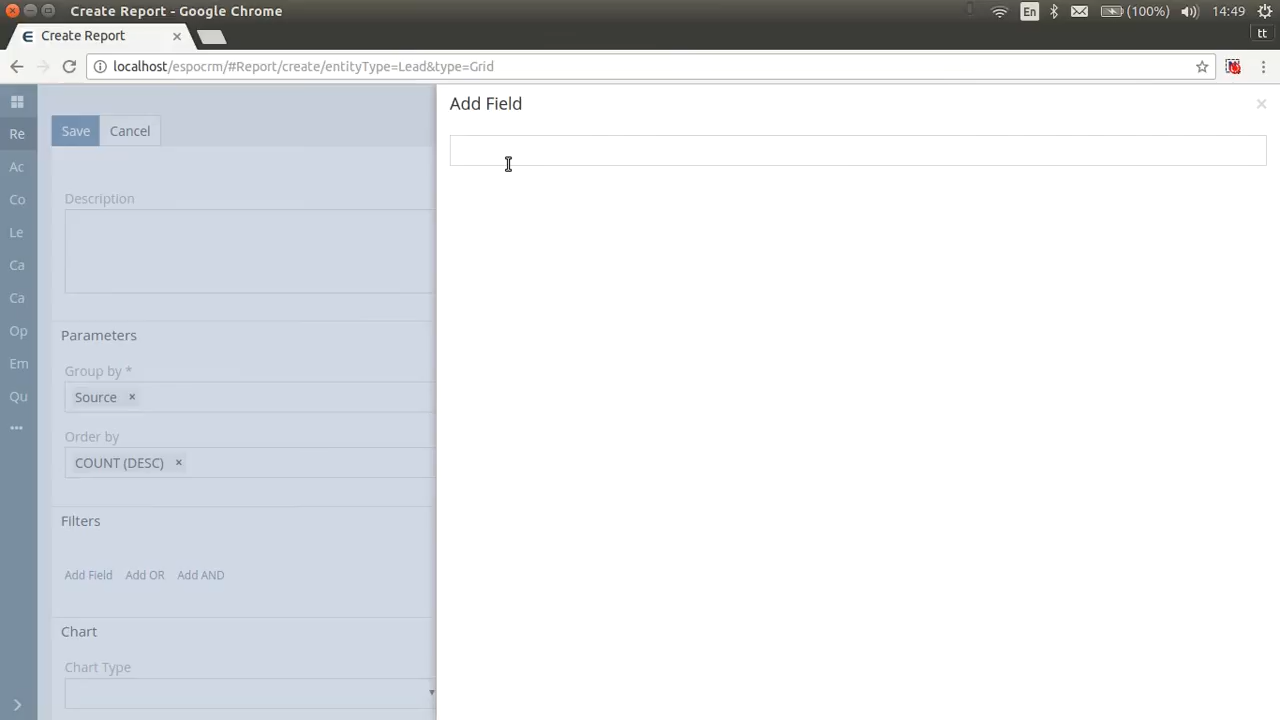 Create Report - Google Chrome
En
(100%)
14:49
Create Report
tt
localhost/espocrm/#Report/create/entityType=Lead&type=Grid
Add Field
×
Re
Save
Cancel
Ac
Co
Description
Le
Ca
Ca
Op
Parameters
Em
Group by *
Qu
Source ×
Order by
COUNT (DESC) ×
Filters
Add Field
Add OR
Add AND
Chart
Chart Type